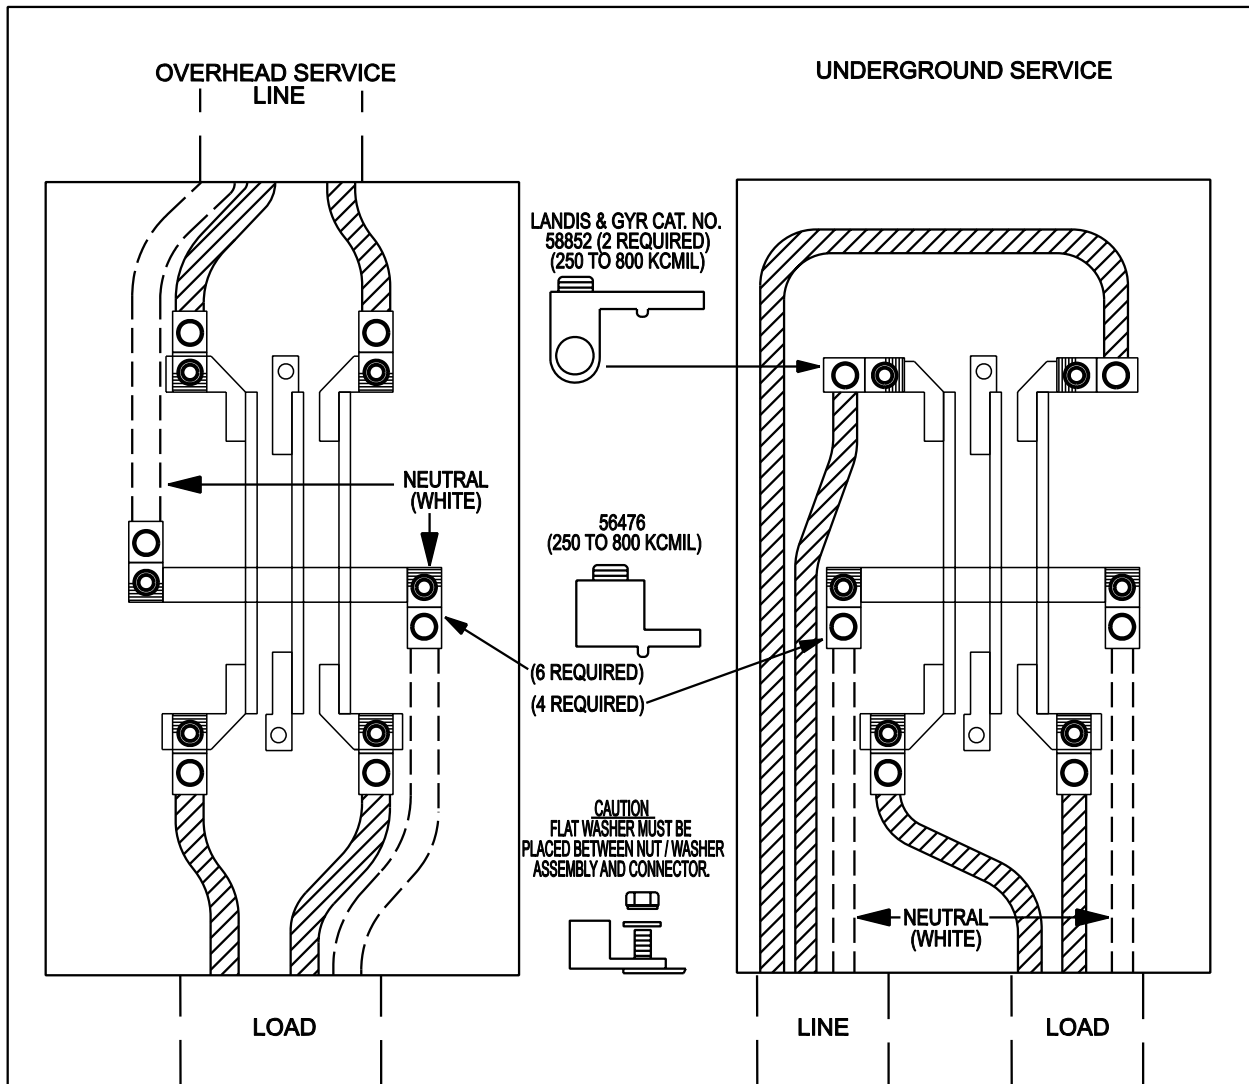 OVERHEAD SERVICE
LINE
UNDERGROUND SERVICE
LANDIS & GYR CAT. NO.
58852 (2 REQUIRED)
(250 TO 800 KCMIL)
NEUTRAL
(WHITE)
56476
(250 TO 800 KCMIL)
(6 REQUIRED)
(4 REQUIRED)
CAUTION
FLAT WASHER MUST BE
PLACED BETWEEN NUT / WASHER
ASSEMBLY AND CONNECTOR.
NEUTRAL
(WHITE)
LOAD
LINE
LOAD